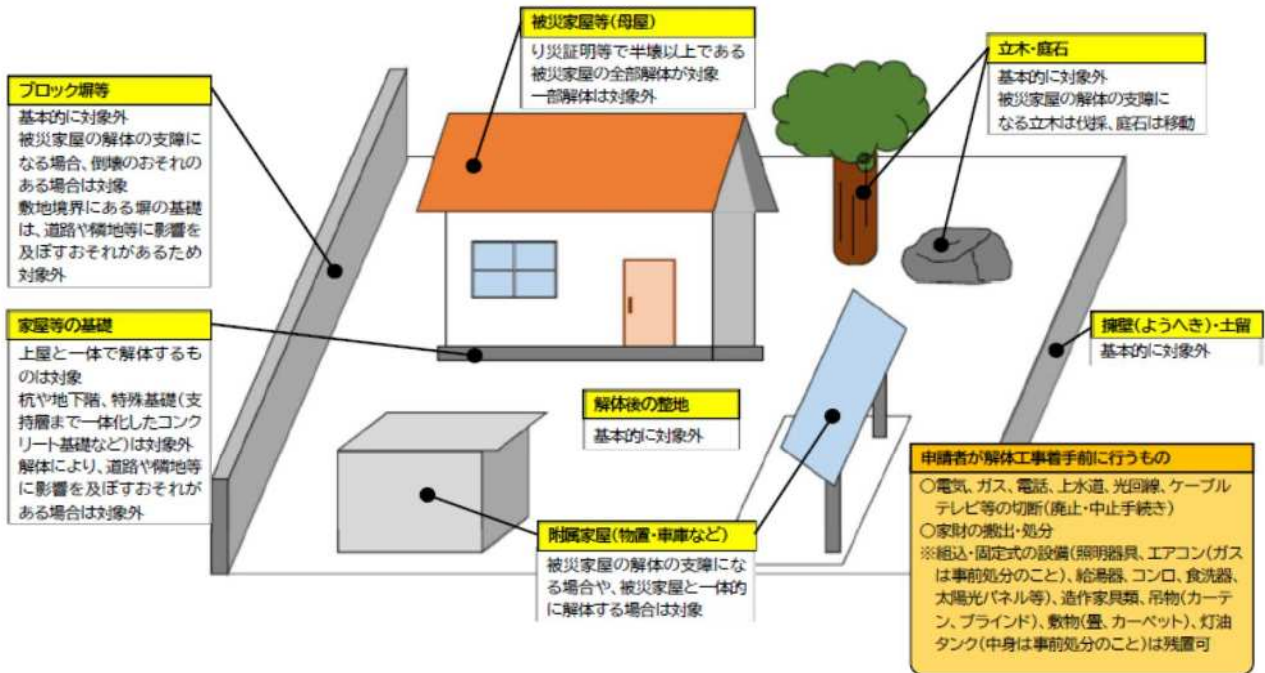 被災家屋等(母屋)
り災証明等で半壊以上である
被災家屋の全部解体が対象
一部解体は対象外
立木・庭石
基本的に対象外
被災家屋の解体の支障に
なる立木は伐採、庭石は移動
ブロック塀等
基本的に対象外
被災家屋の解体の支障に
なる場合、倒壊のおそれの
ある場合は対象
敷地境界にある塀の基礎
は、道路や隣地等に影響を
及ぼすおそれがあるため
対象外
家屋等の基礎
上屋と一体で解体するも
のは対象
杭や地下階、特殊基礎(支
持層まで一体化したコンク
リート基礎など)は対象外
解体により、道路や隣地等
に影響を及ぼすおそれが
ある場合は対象外
擁壁(ようへき)・土留
基本的に対象外
解体後の整地
基本的に対象外
附属家屋(物置・車庫など)
被災家屋の解体の支障にな
る場合や、被災家屋と一体的
に解体する場合は対象
申請者が解体工事着手前に行うもの
○電気、ガス、電話、上水道、光回線、ケーブル
テレビ等の切断(廃止・中止手続き)
○家財の搬出・処分
※組込・固定式の設備(照明器具、エアコン(ガス
は事前処分のこと)、給湯器、コンロ、食洗器、
太陽光パネル等)、造作家具類、吊物(カーテ
ン、ブラインド)、敷物(畳、カーペット)、灯油
タンク(中身は事前処分のこと)は残置可